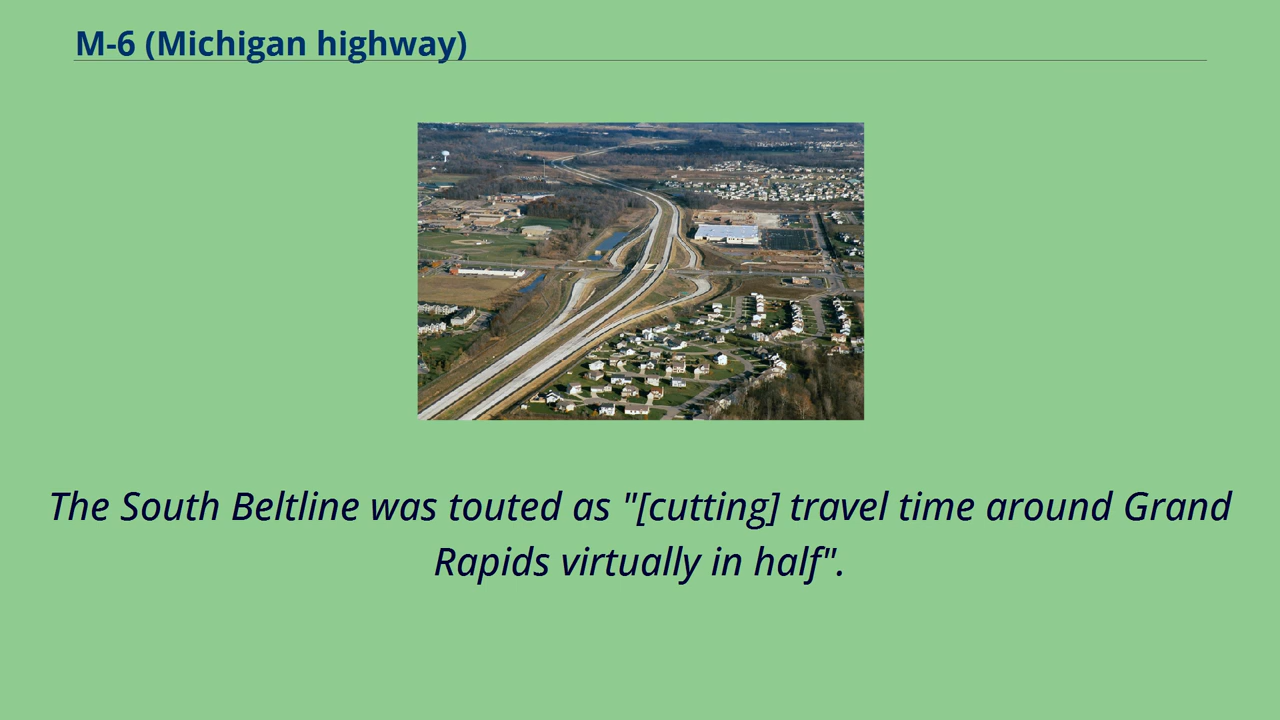 M-6 (Michigan highway)
The South Beltline was touted as "[cutting] travel time around Grand
Rapids virtually in half".